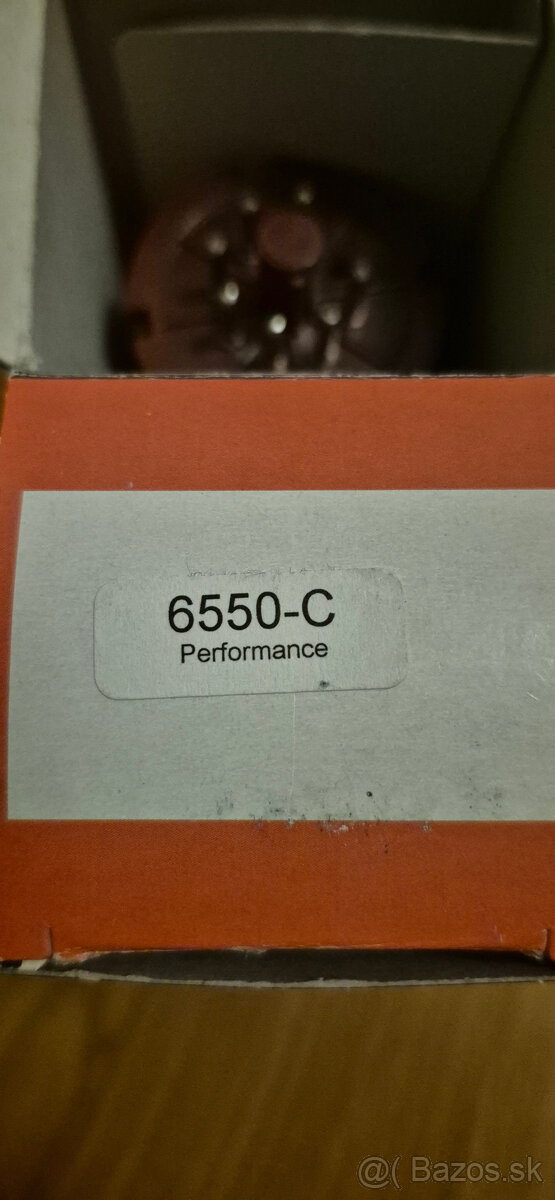 6550-C
Performance
@( Bazos.sk